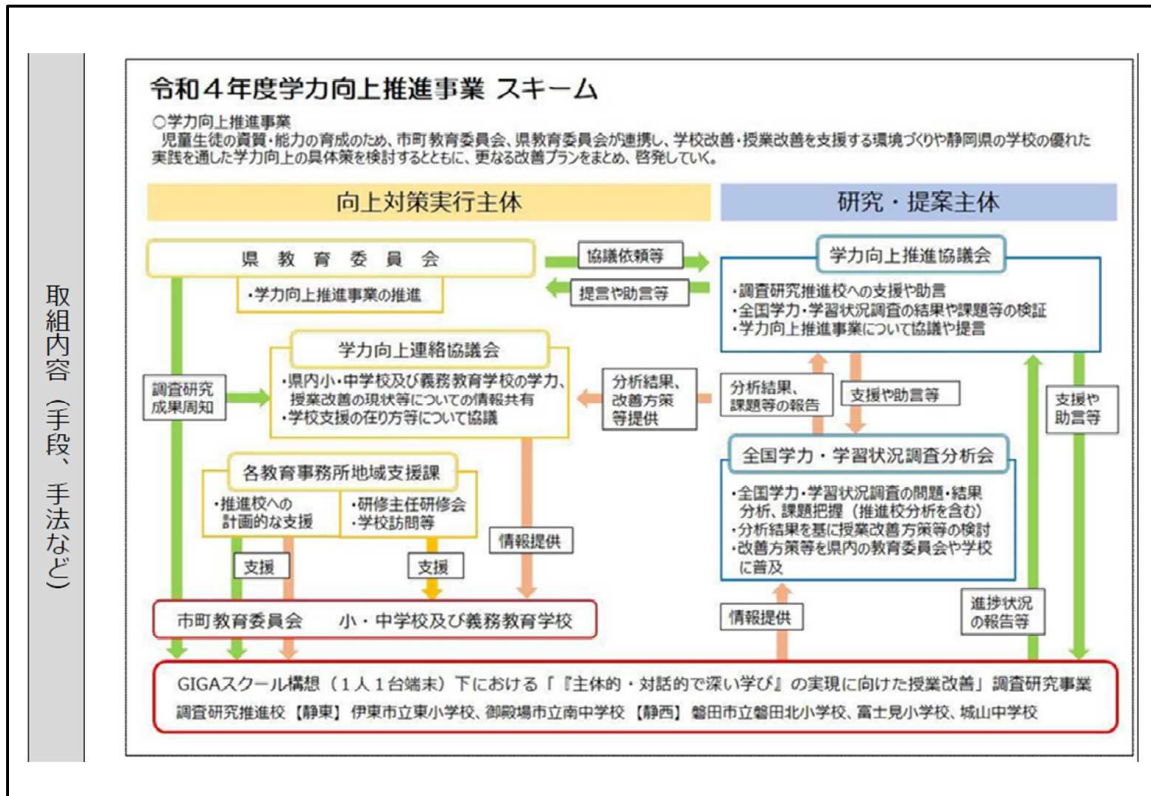 取組内容（手段、手法など）
令和４年度学力向上推進事業 スキーム
○学力向上推進事業
児童生徒の資質・能力の育成のため、市町教育委員会、県教育委員会が連携し、学校改善・授業改善を支援する環境づくりや静岡県の学校の優れた
実践を通した学力向上の具体策を検討するとともに、更なる改善プランをまとめ、啓発していく。
向上対策実行主体
研究・提案主体
県教育委員会
・学力向上推進事業の推進
協議依頼等
提言や助言等
学力向上推進協議会
・調査研究推進校への支援や助言
・全国学力・学習状況調査の結果や課題等の検証
・学力向上推進事業について協議や提言
学力向上連絡協議会
・県内小・中学校及び義務教育学校の学力、
授業改善の現状等についての情報共有
・学校支援の在り方等について協議
調査研究
成果周知
分析結果、
改善方策
等提供
分析結果、
課題等の報告
支援や助言等
支援や
助言等
各教育事務所地域支援課
・推進校への
計画的な支援
・研修主任研修会
・学校訪問等
全国学力・学習状況調査分析会
・全国学力・学習状況調査の問題・結果
分析、課題把握（推進校分析を含む）
・分析結果を基に授業改善方策等の検討
・改善方策等を県内の教育委員会や学校
に普及
支援
支援
情報提供
市町教育委員会　小・中学校及び義務教育学校
情報提供
進捗状況
の報告等
GIGAスクール構想（１人１台端末）下における「『主体的・対話的で深い学び』の実現に向けた授業改善」調査研究事業
調査研究推進校【静東】伊東市立東小学校、御殿場市立南中学校【静西】磐田市立磐田北小学校、富士見小学校、城山中学校